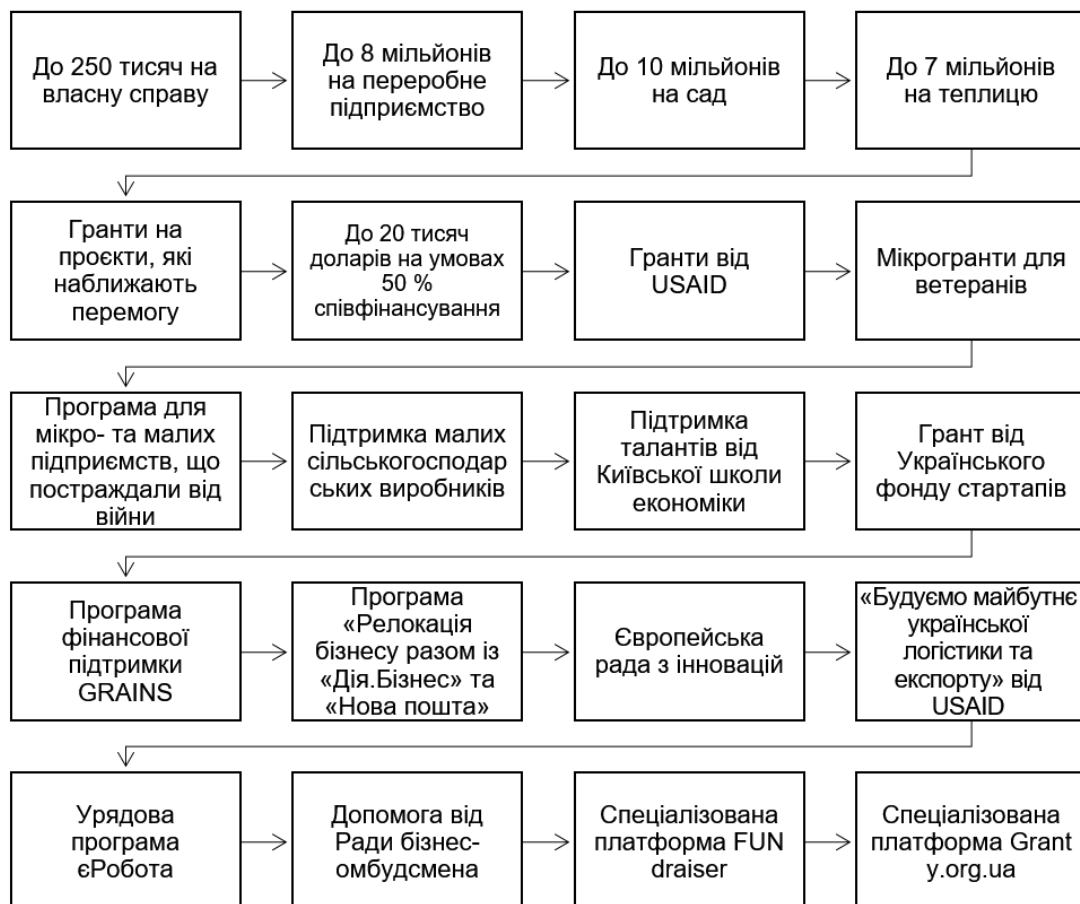 До 250 тисяч на
власну справу
До 8 мільйонів
на переробне
підприємство
До 10 мільйонів
на сад
До 7 мільйонів
на теплицю
Гранти на
проєкти, які
наближають
перемогу
До 20 тисяч
доларів на умовах
50 %
співфінансування
Гранти від
USAID
Мікрогранти для
ветеранів
Програма для
мікро- та малих
підприємств, що
постраждали від
війни
Підтримка малих
сільськогосподар
ських виробників
Підтримка
талантів від
Київської школи
економіки
Грант від
Українського
фонду стартапів
Програма
фінансової
підтримки
GRAINS
Програма
«Релокація
бізнесу разом із
«Дія.Бізнес» та
«Нова пошта»
Європейська
рада з інновацій
«Будуємо майбутнє
української
логістики та
експорту» від
USAID
Урядова
програма
єРобота
Допомога від
Ради бізнес-
омбудсмена
Спеціалізована
платформа FUN
draiser
Спеціалізована
платформа Grant
y.org.ua